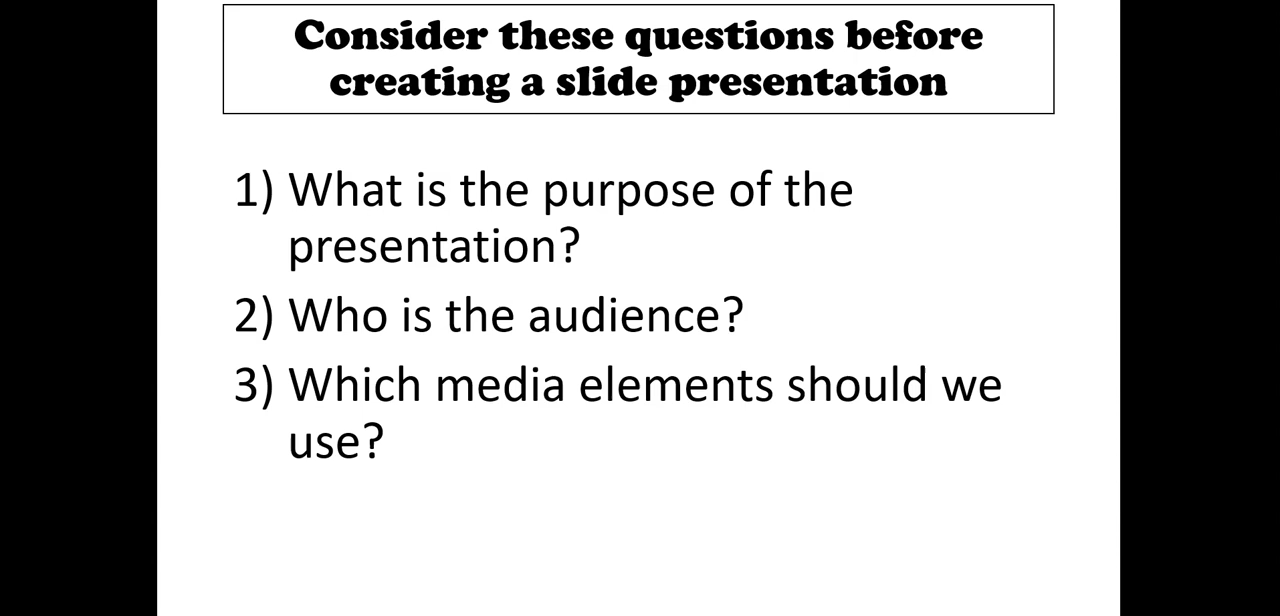 Consider these questions before
creating a slide presentation
1) What is the purpose of the
presentation?
2) Who is the audience?
3) Which media elements should we
use?